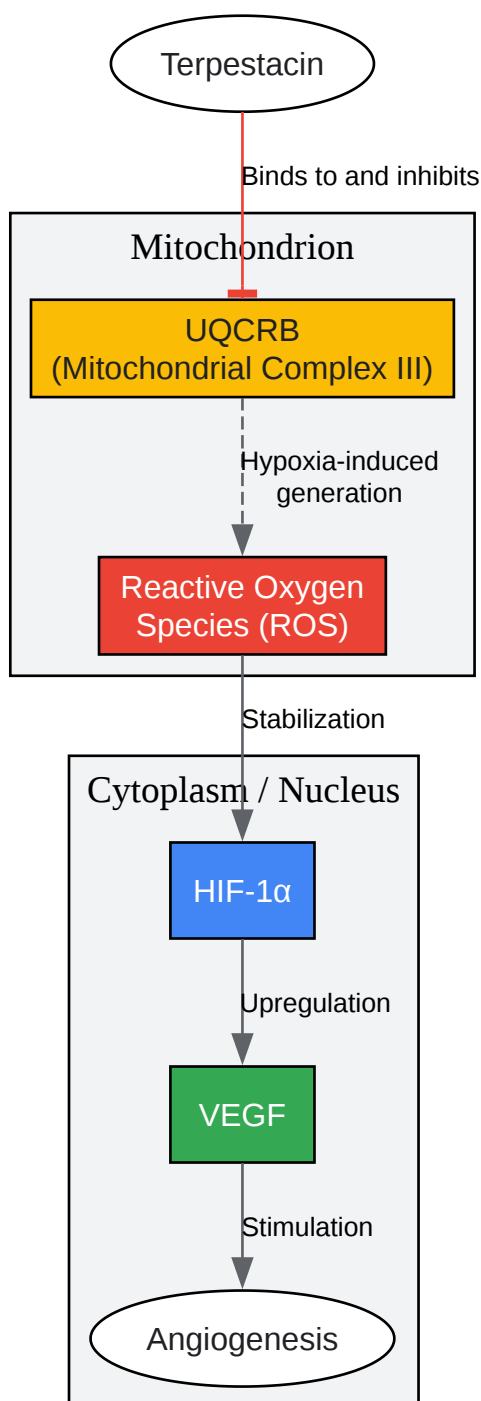 Terpestacin
Binds to and inhibits
Mitochondrion
UQCRB
(Mitochondrial Complex III)
Hypoxia-induced
generation
Reactive Oxygen
Species (ROS)
Stabilization
Cytoplasm / Nucleus
HIF-1α
Upregulation
VEGF
Stimulation
Angiogenesis